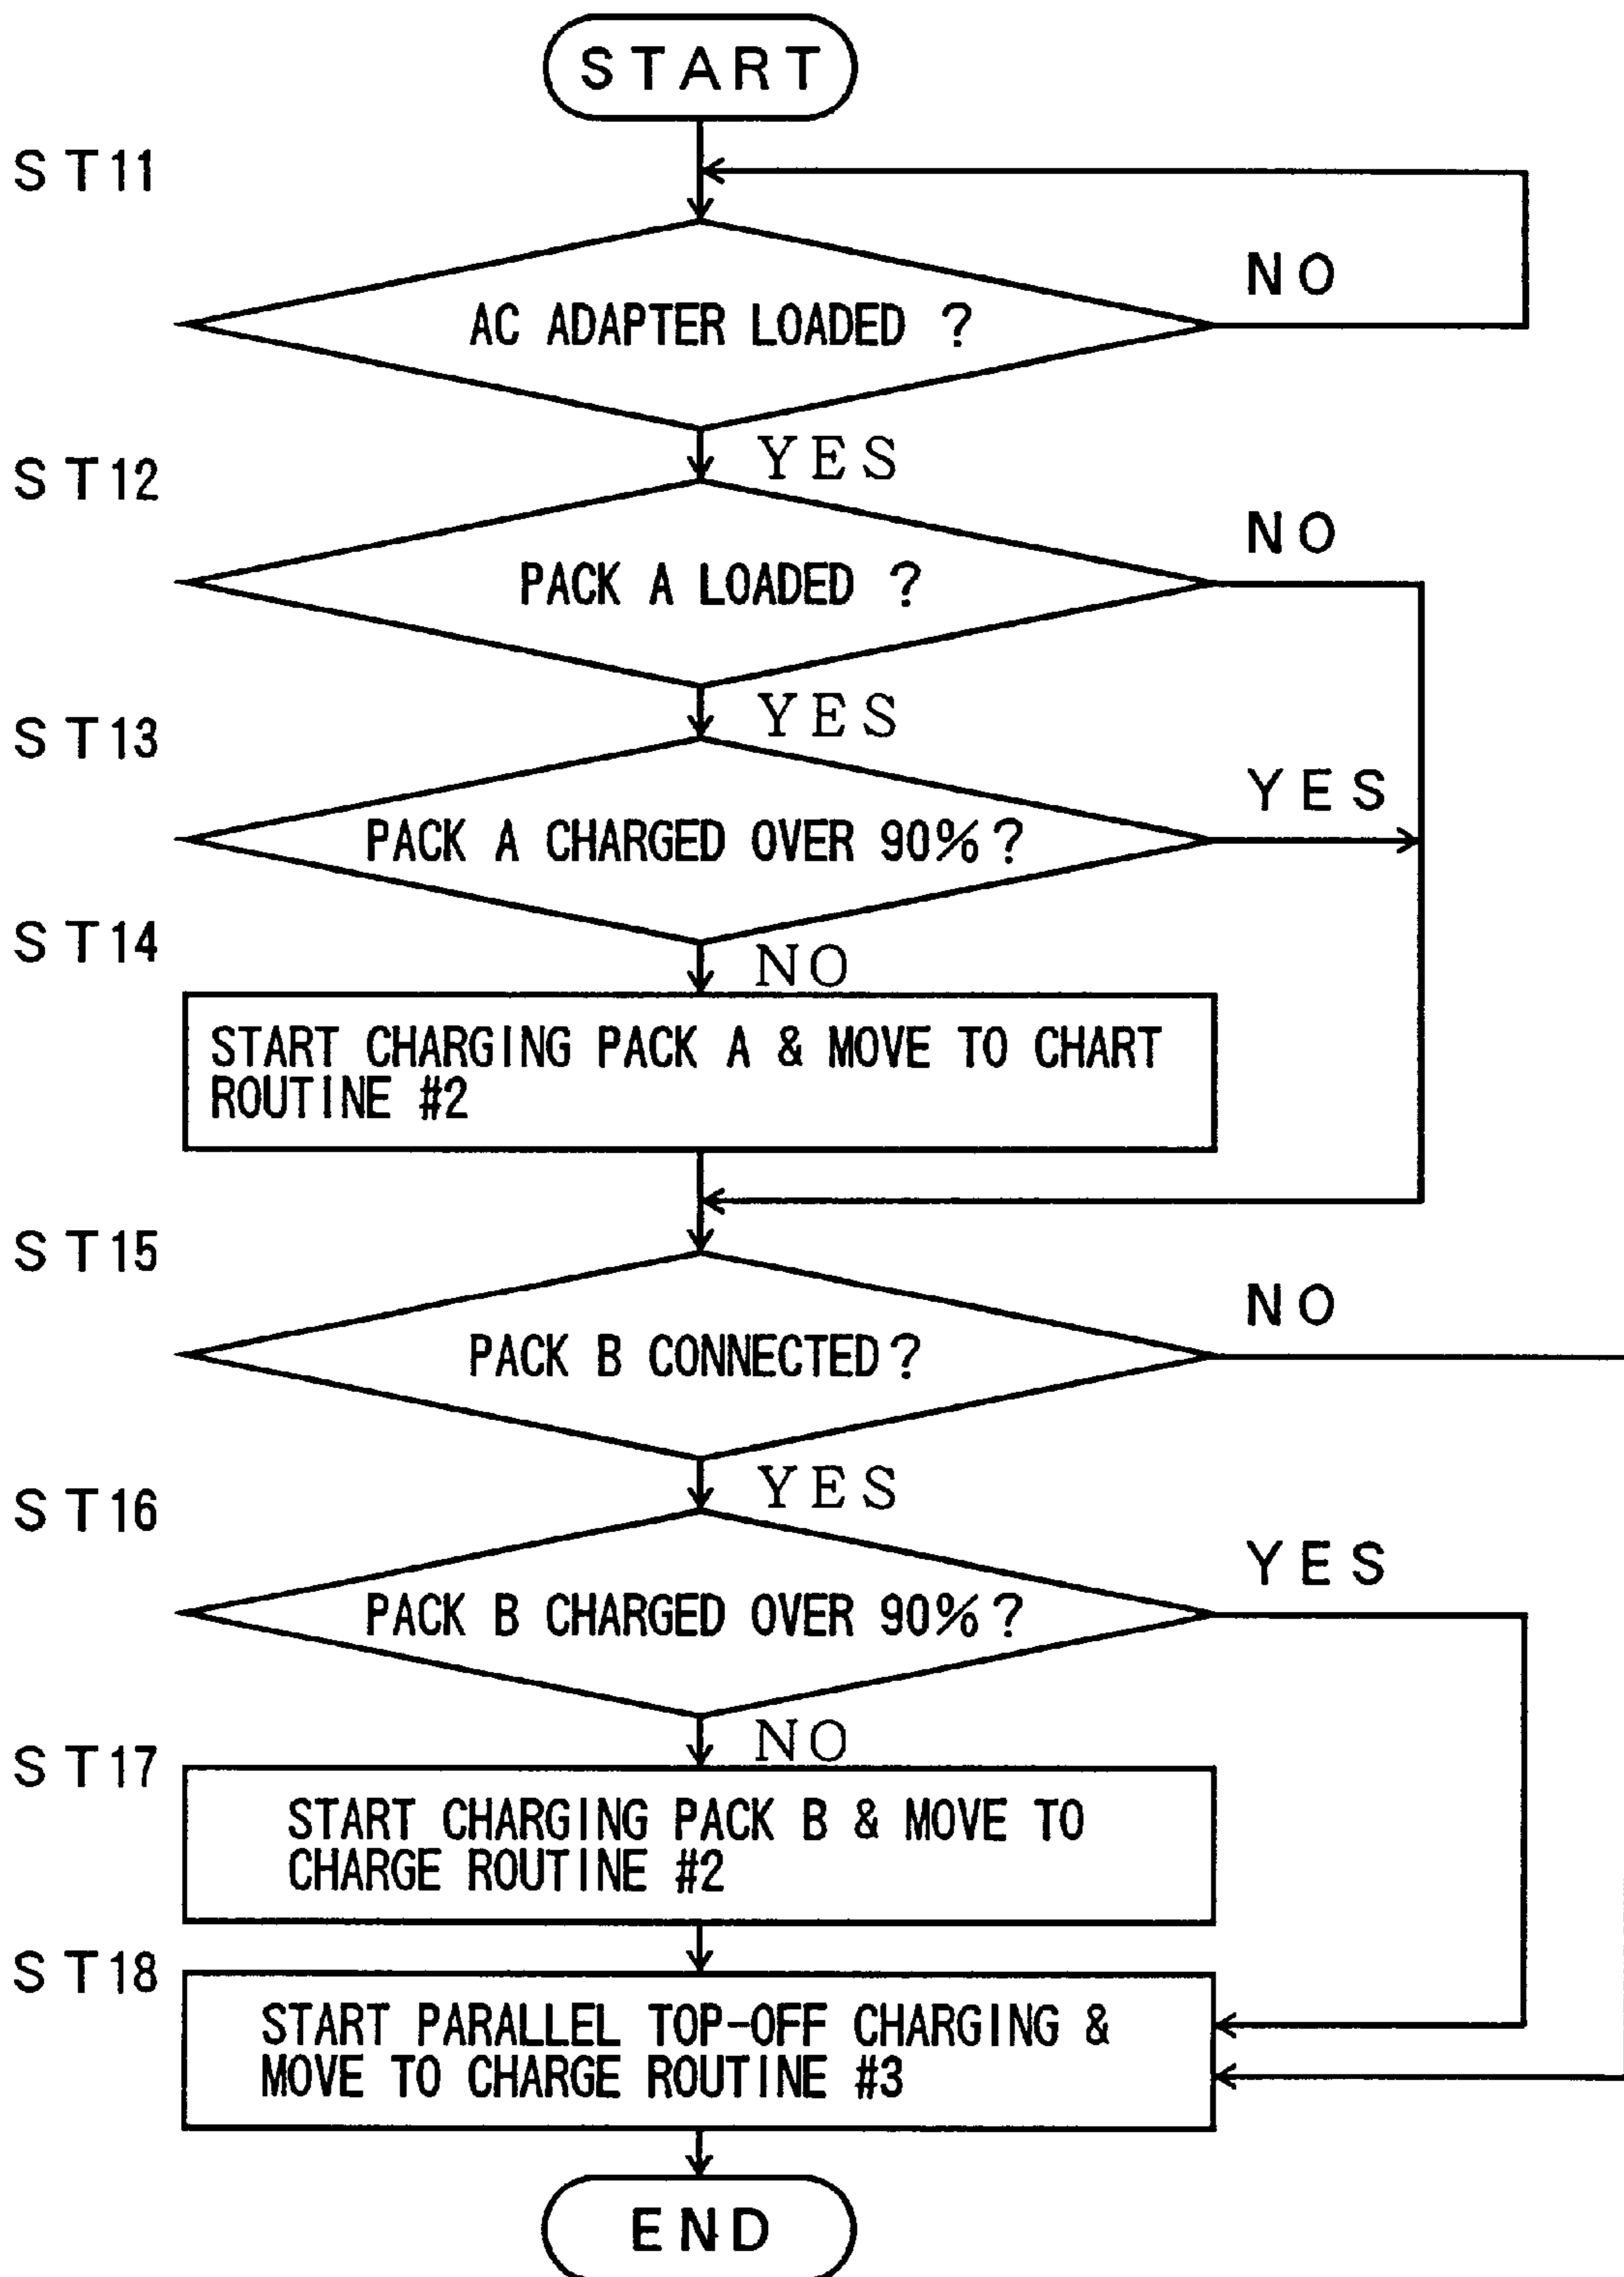 START
ST11
NO
AC ADAPTER LOADED ?
YES
ST12
NO
PACK A LOADED ?
YES
ST13
YES
PACK A CHARGED OVER 90%?
ST14
NO
START CHARGING PACK A & MOVE TO CHART
ROUTINE #2
ST15
NO
PACK B CONNECTED?
YES
ST16
YES
PACK B CHARGED OVER 90%?
NO
ST17
START CHARGING PACK B & MOVE TO
CHARGE ROUTINE #2
ST18
START PARALLEL TOP-OFF CHARGING &
MOVE TO CHARGE ROUTINE #3
END